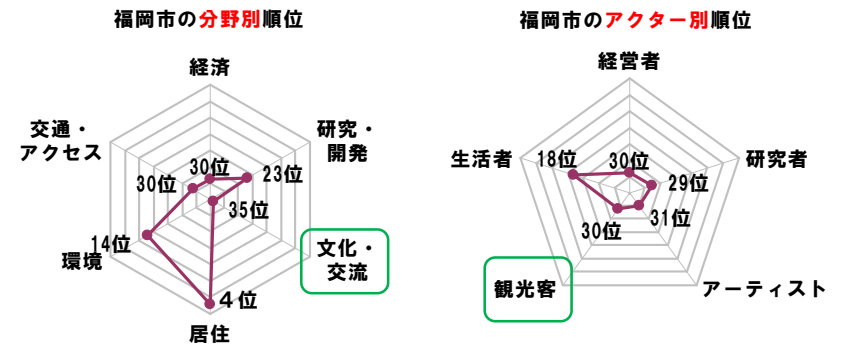 福岡市の分野別順位
経済
研究・
開発
文化・
交流
居住
環境
交通・
アクセス
30位
23位
35位
4位
14位
30位
福岡市のアクター別順位
経営者
研究者
アーティスト
観光客
生活者
30位
29位
31位
30位
18位